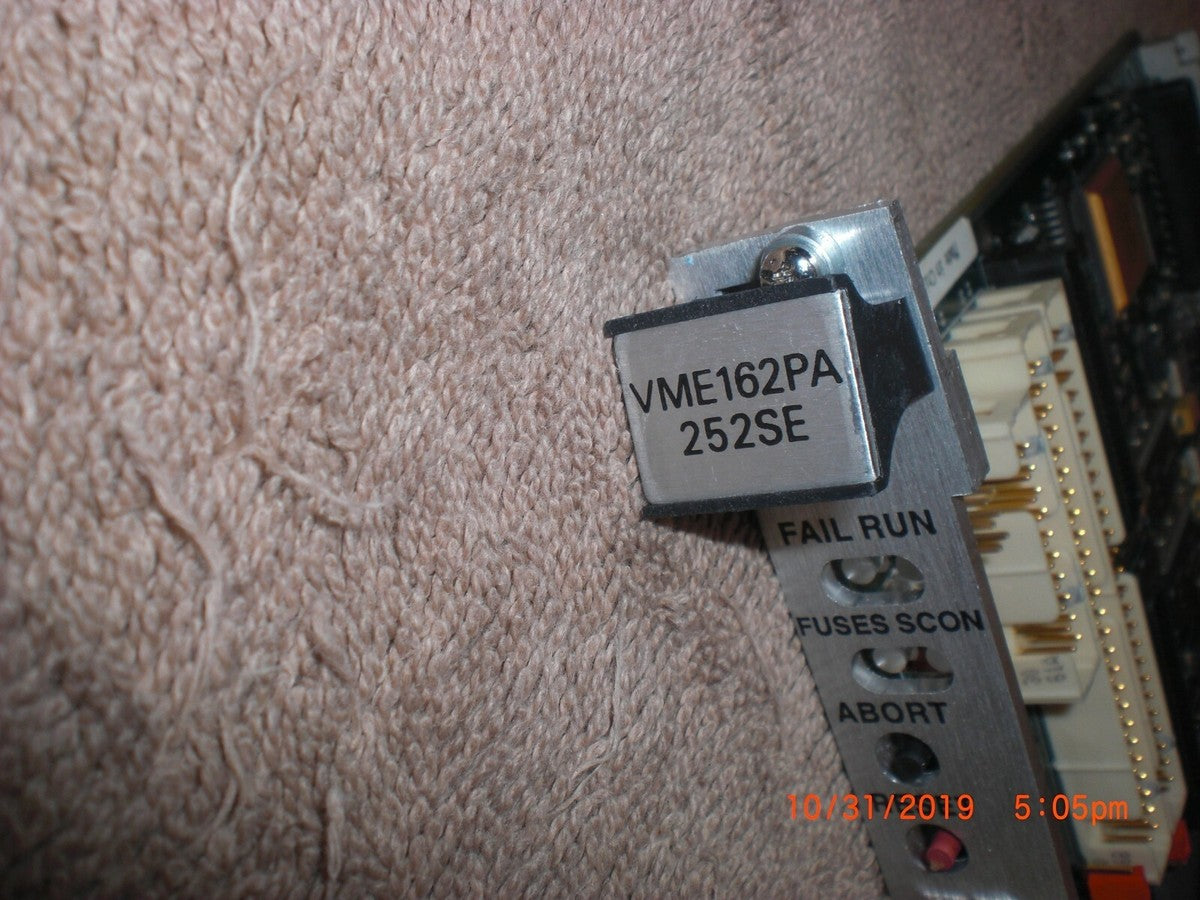 VME162PA
252SE
FAIL RUN
FUSES SCON
ABORT
10/31/2019 5:05pm